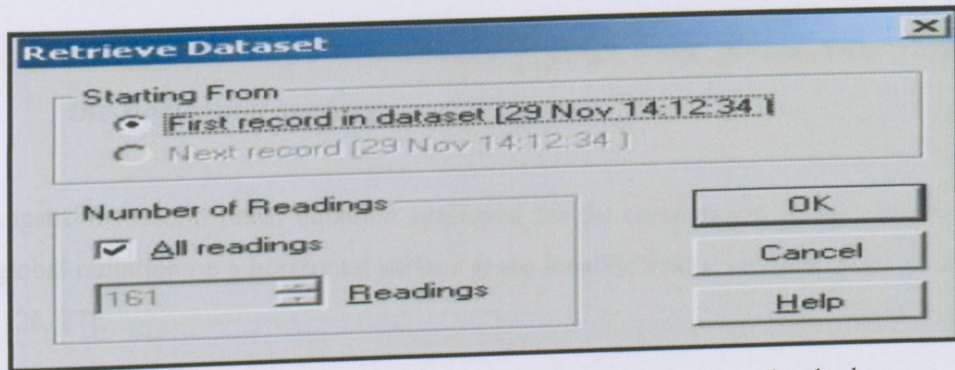 Retrieve Dataset
Starting From
First record in dataset [29 Nov 14:12:34 ]
Next record [29 Nov 14:12:34 ]
Number of Readings
All readings
161 Readings
OK
Cancel
Help